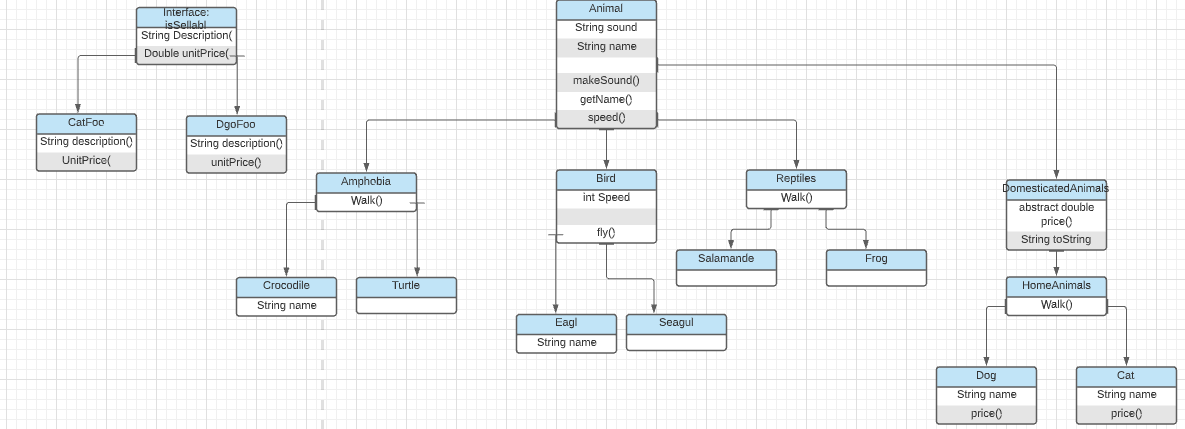 Interface:
isSellabl
String Description(
Double unitPrice(
CatFoo
String description()
UnitPrice(
DgoFoo
String description()
unitPrice()
Animal
String sound
String name
makeSound()
getName()
speed()
Amphobia
Walk()
Crocodile
String name
Turtle
Bird
int Speed
fly()
Eagl
String name
Seagul
Reptiles
Walk()
Salamande
Frog
DomesticatedAnimals
abstract double
price()
String toString
HomeAnimals
Walk()
Dog
String name
price()
Cat
String name
price()